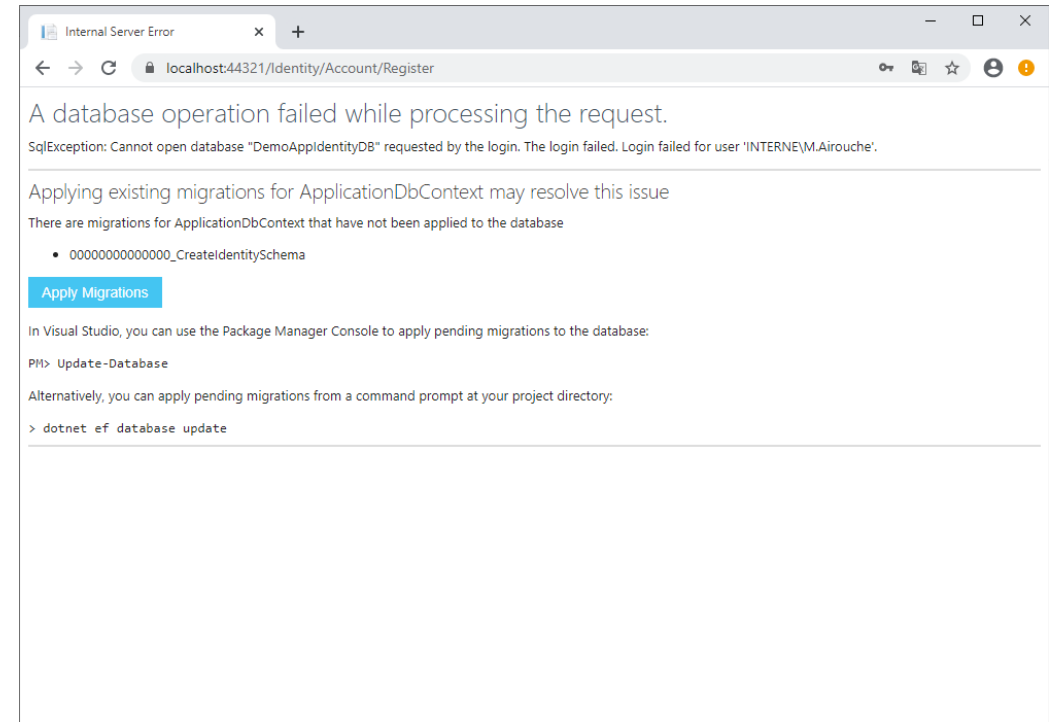 Internal Server Error
localhost:44321/Identity/Account/Register
A database operation failed while processing the request.
SqlException: Cannot open database "DemoAppIdentityDB" requested by the login. The login failed. Login failed for user 'INTERNE\M.Airouche'.
Applying existing migrations for ApplicationDbContext may resolve this issue
There are migrations for ApplicationDbContext that have not been applied to the database
• 00000000000000_CreateIdentitySchema
Apply Migrations
In Visual Studio, you can use the Package Manager Console to apply pending migrations to the database:
PM> Update-Database
Alternatively, you can apply pending migrations from a command prompt at your project directory:
> dotnet ef database update